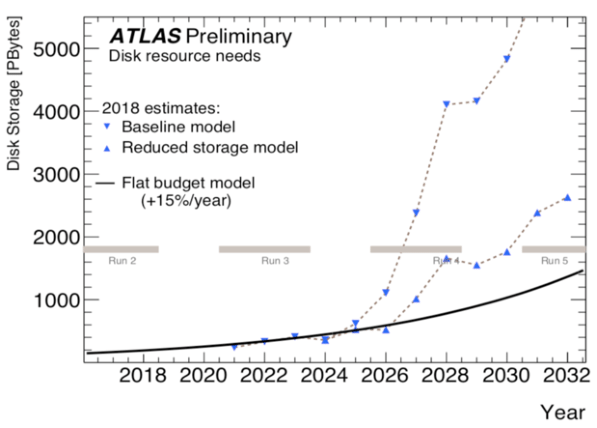 ATLAS Preliminary
Disk resource needs
2018 estimates:
Baseline model
Reduced storage model
Flat budget model
(+15%/year)
Disk Storage [PBytes]
5000
4000
3000
2000
1000
Run 2
Run 3
Run 4
Run 5
2018 2020 2022 2024 2026 2028 2030 2032
Year